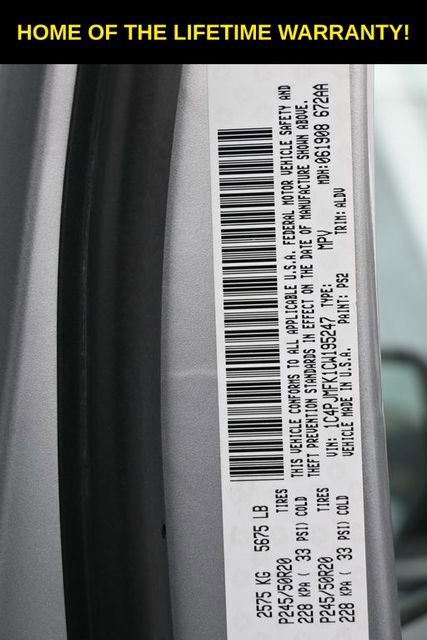 HOME OF THE LIFETIME WARRANTY!
2575 KG 5675 LB
TIRES
P245/50R20
228 KPA ( 33 PSI) COLD
TIRES
P245/50R20
228 KPA ( 33 PSI) COLD
THIS VEHICLE CONFORMS TO ALL APPLICABLE U.S.A. FEDERAL MOTOR VEHICLE SAFETY AND
THEFT PREVENTION STANDARDS IN EFFECT ON THE DATE OF MANUFACTURE SHOWN ABOVE.
VIN: 1C4PJMFK1CW195247 TYPE: MPV MDH:061908 672AA
VEHICLE MADE IN U.S.A. PAINT: PS2 TRIM: ALDV